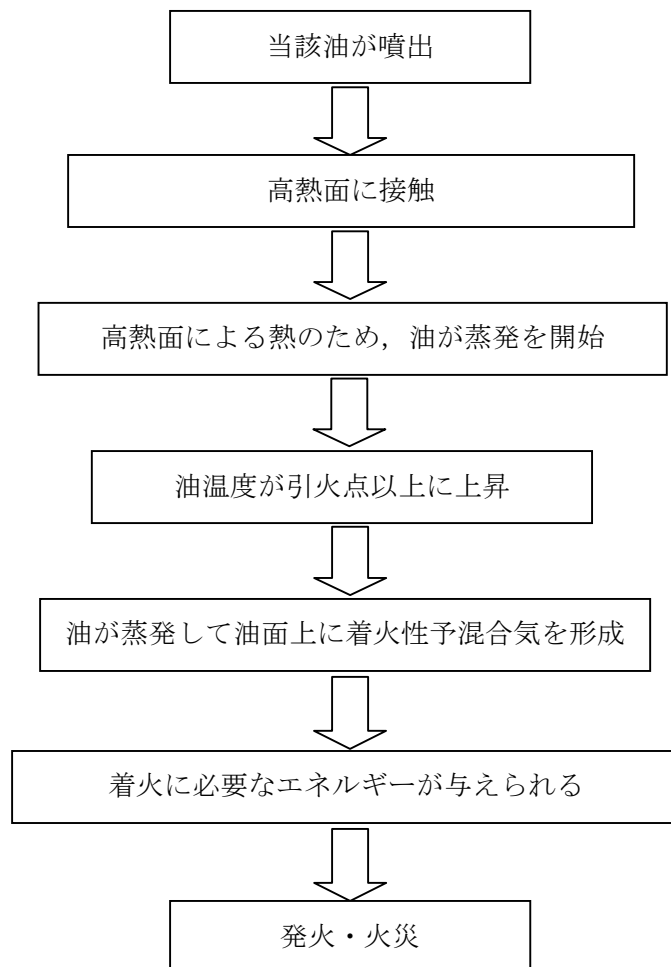 当該油が噴出
高熱面に接触
高熱面による熱のため，油が蒸発を開始
油温度が引火点以上に上昇
油が蒸発して油面上に着火性予混合気を形成
着火に必要なエネルギーが与えられる
発火・火災